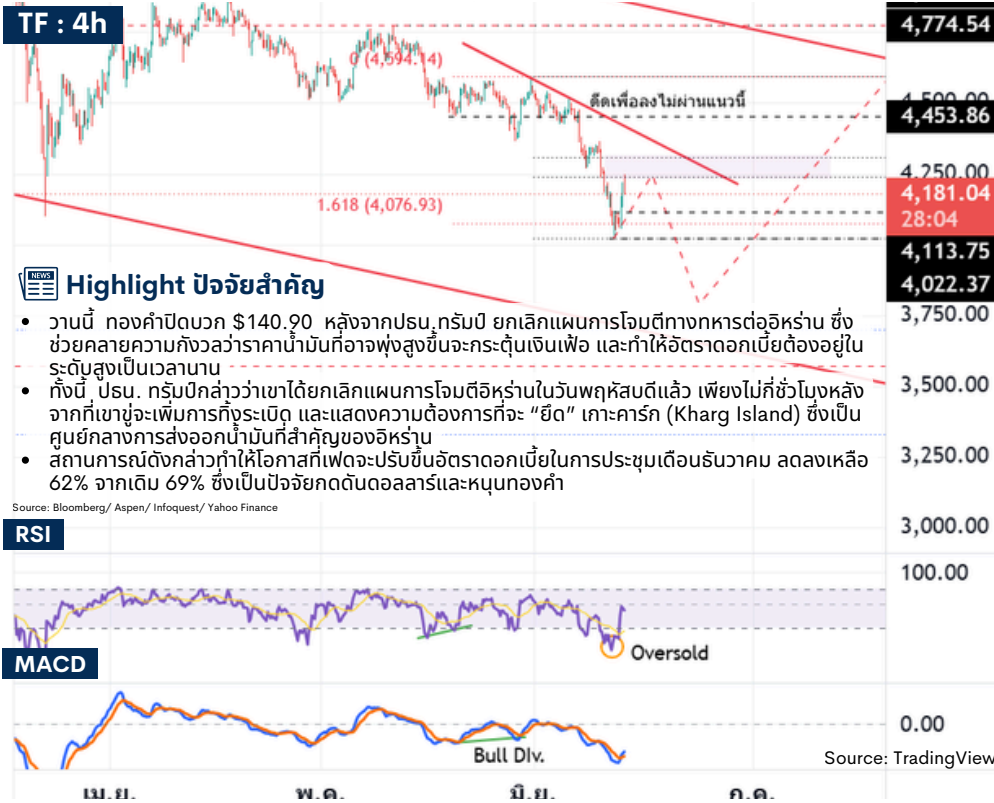 TF : 4h
4,774.54
0 (4,594.14)
4,500.00
ดีดเพื่อลงไม่ผ่านแนวนี้
4,453.86
4,250.00
4,181.04
28:04
1.618 (4,076.93)
4,113.75
4,022.37
NEWS
Highlight ปัจจัยสำคัญ
3,750.00
• วานนี้ ทองคำปิดบวก $140.90 หลังจากปธน.ทรัมป์ ยกเลิกแผนการโจมตีทางทหารต่ออิหร่าน ซึ่ง
ช่วยคลายความกังวลว่าราคาน้ำมันที่อาจพุ่งสูงขึ้นจะกระตุ้นเงินเฟ้อ และทำให้อัตราดอกเบี้ยต้องอยู่ใน
ระดับสูงเป็นเวลานาน
• ทั้งนี้ ปธน. ทรัมป์กล่าวว่าเขาได้ยกเลิกแผนการโจมตีอิหร่านในวันพฤหัสบดีแล้ว เพียงไม่กี่ชั่วโมงหลัง
จากที่เขาขู่จะเพิ่มการทิ้งระเบิด และแสดงความต้องการที่จะ “ยึด” เกาะคาร์ก (Kharg Island) ซึ่งเป็น
ศูนย์กลางการส่งออกน้ำมันที่สำคัญของอิหร่าน
• สถานการณ์ดังกล่าวทำให้โอกาสที่เฟดจะปรับขึ้นอัตราดอกเบี้ยในการประชุมเดือนธันวาคม ลดลงเหลือ
62% จากเดิม 69% ซึ่งเป็นปัจจัยกดดันดอลลาร์และหนุนทองคำ
3,500.00
3,250.00
Source: Bloomberg/ Aspen/ Infoquest/ Yahoo Finance
3,000.00
RSI
100.00
Oversold
MACD
0.00
Bull DIv.
Source: TradingView
เม.ย.
พ.ค.
มิ.ย.
ก.ค.